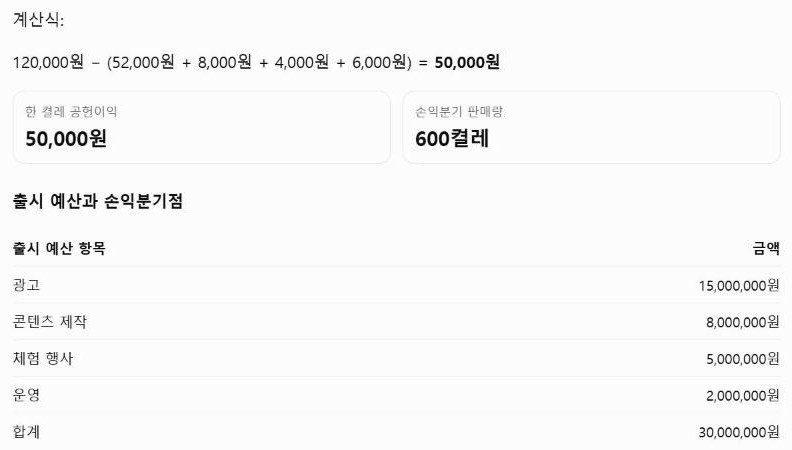 계산식:
120,000원 − (52,000원 + 8,000원 + 4,000원 + 6,000원) = 50,000원
한 켤레 공헌이익
50,000원
손익분기 판매량
600켤레
출시 예산과 손익분기점
출시 예산 항목 금액
광고 15,000,000원
콘텐츠 제작 8,000,000원
체험 행사 5,000,000원
운영 2,000,000원
합계 30,000,000원